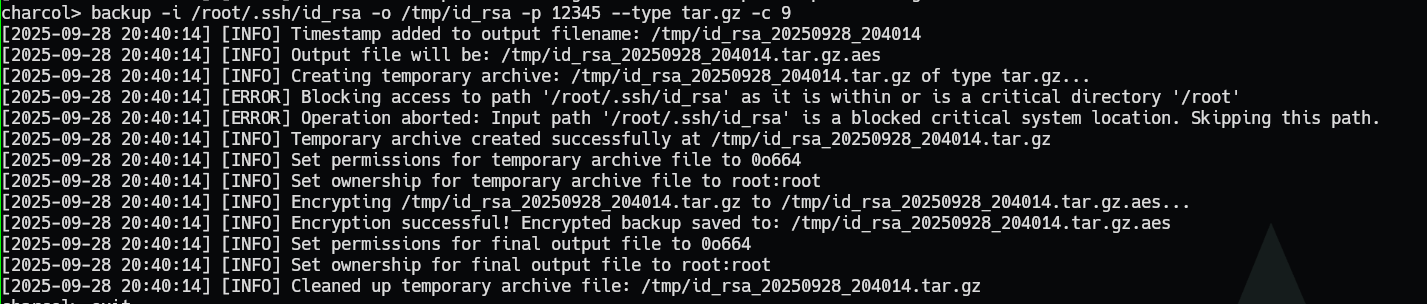 charcol> backup -i /root/.ssh/id_rsa -o /tmp/id_rsa -p 12345 --type tar.gz -c 9
[2025-09-28 20:40:14] [INFO] Timestamp added to output filename: /tmp/id_rsa_20250928_204014
[2025-09-28 20:40:14] [INFO] Output file will be: /tmp/id_rsa_20250928_204014.tar.gz.aes
[2025-09-28 20:40:14] [INFO] Creating temporary archive: /tmp/id_rsa_20250928_204014.tar.gz of type tar.gz...
[2025-09-28 20:40:14] [ERROR] Blocking access to path '/root/.ssh/id_rsa' as it is within or is a critical directory '/root'
[2025-09-28 20:40:14] [ERROR] Operation aborted: Input path '/root/.ssh/id_rsa' is a blocked critical system location. Skipping this path.
[2025-09-28 20:40:14] [INFO] Temporary archive created successfully at /tmp/id_rsa_20250928_204014.tar.gz
[2025-09-28 20:40:14] [INFO] Set permissions for temporary archive file to 0o664
[2025-09-28 20:40:14] [INFO] Set ownership for temporary archive file to root:root
[2025-09-28 20:40:14] [INFO] Encrypting /tmp/id_rsa_20250928_204014.tar.gz to /tmp/id_rsa_20250928_204014.tar.gz.aes...
[2025-09-28 20:40:14] [INFO] Encryption successful! Encrypted backup saved to: /tmp/id_rsa_20250928_204014.tar.gz.aes
[2025-09-28 20:40:14] [INFO] Set permissions for final output file to 0o664
[2025-09-28 20:40:14] [INFO] Set ownership for final output file to root:root
[2025-09-28 20:40:14] [INFO] Cleaned up temporary archive file: /tmp/id_rsa_20250928_204014.tar.gz